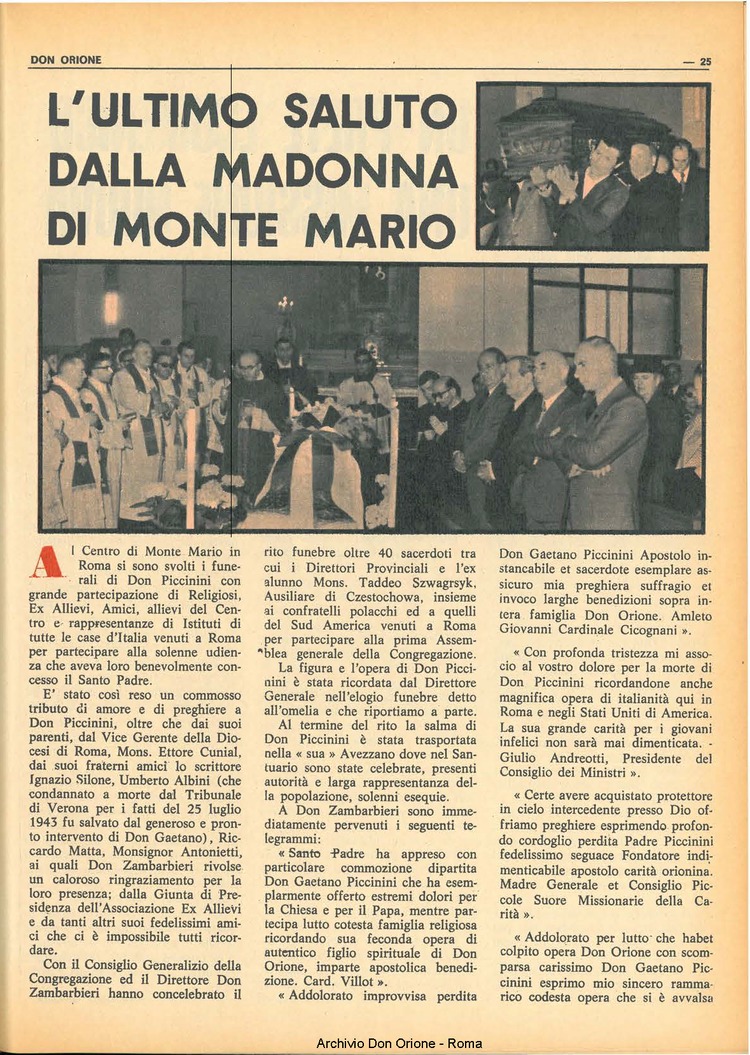 DON ORIONE
— 25
L'ULTIMO SALUTO
DALLA MADONNA
DI MONTE MARIO
Al Centro di Monte Mario in
Roma si sono svolti i fune-
rali di Don Piccinini con
grande partecipazione di Religiosi,
Ex Allievi, Amici, allievi del Cen-
tro e rappresentanze di Istituti di
tutte le case d'Italia venuti a Roma
per partecipare alla solenne udien-
za che aveva loro benevolmente con-
cesso il Santo Padre.
E' stato così reso un commosso
tributo di amore e di preghiere a
Don Piccinini, oltre che dai suoi
parenti, dal Vice Gerente della Dio-
cesi di Roma, Mons. Ettore Cunial,
dai suoi fraterni amici lo scrittore
Ignazio Silone, Umberto Albini (che
condannato a morte dal Tribunale
di Verona per i fatti del 25 luglio
1943 fu salvato dal generoso e pron-
to intervento di Don Gaetano), Ric-
cardo Matta, Monsignor Antonietti,
ai quali Don Zambarbieri rivolse
un caloroso ringraziamento per la
loro presenza; dalla Giunta di Pre-
sidenza dell'Associazione Ex Allievi
e da tanti altri suoi fedelissimi ami-
ci che ci è impossibile tutti ricor-
dare.
Con il Consiglio Generalizio della
Congregazione ed il Direttore Don
Zambarbieri hanno concelebrato il
rito funebre oltre 40 sacerdoti tra
cui i Direttori Provinciali e l'ex
alunno Mons. Taddeo Szwagrsyk,
Ausiliare di Czestochowa, insieme
ai confratelli polacchi ed a quelli
del Sud America venuti a Roma
per partecipare alla prima Assem-
blea generale della Congregazione.
La figura e l'opera di Don Picci-
nini è stata ricordata dal Direttore
Generale nell'elogio funebre detto
all'omelia e che riportiamo a parte.
Al termine del rito la salma di
Don Piccinini è stata trasportata
nella « sua » Avezzano dove nel San-
tuario sono state celebrate, presenti
autorità e larga rappresentanza del-
la popolazione, solenni esequie.
A Don Zambarbieri sono imme-
diatamente pervenuti i seguenti te-
legrammi:
« Santo Padre ha appreso con
particolare commozione dipartita
Don Gaetano Piccinini che ha esem-
plarmente offerto estremi dolori per
la Chiesa e per il Papa, mentre par-
tecipa lutto cotesta famiglia religiosa
ricordando sua feconda opera di
autentico figlio spirituale di Don
Orione, imparte apostolica benedi-
zione. Card. Villot ».
« Addolorato improvvisa perdita
Don Gaetano Piccinini Apostolo in-
stancabile et sacerdote esemplare as-
sicuro mia preghiera suffragio et
invoco larghe benedizioni sopra in-
tera famiglia Don Orione. Amleto
Giovanni Cardinale Cicognani ».
« Con profonda tristezza mi asso-
cio al vostro dolore per la morte di
Don Piccinini ricordandone anche
magnifica opera di italianità qui in
Roma e negli Stati Uniti di America.
La sua grande carità per i giovani
infelici non sarà mai dimenticata. -
Giulio Andreotti, Presidente del
Consiglio dei Ministri ».
« Certe avere acquistato protettore
in cielo intercedente presso Dio of-
friamo preghiere esprimendo profon-
do cordoglio perdita Padre Piccinini
fedelissimo seguace Fondatore indi-
menticabile apostolo carità orionina.
Madre Generale et Consiglio Pic-
cole Suore Missionarie della Ca-
rità ».
« Addolorato per lutto che habet
colpito opera Don Orione con scom-
parsa carissimo Don Gaetano Pic-
cinini esprimo mio sincero ramma-
rico codesta opera che si è avvalsa
Archivio Don Orione - Roma